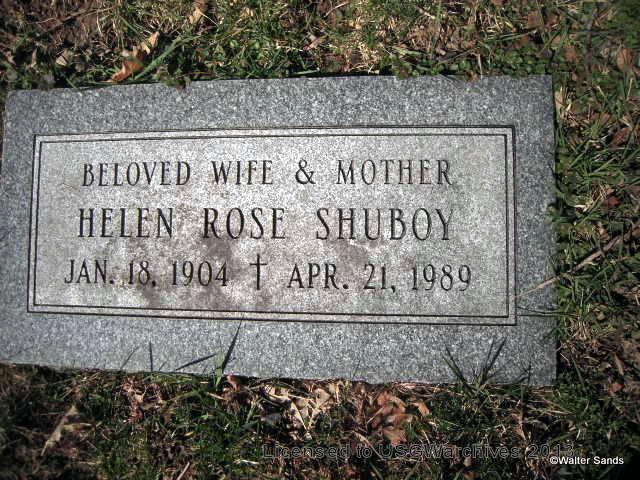 BELOVED WIFE & MOTHER
HELEN ROSE SHUBOY
JAN. 18, 1904 † APR. 21, 1989
Licensed to USGWarchives 2013
©Walter Sands